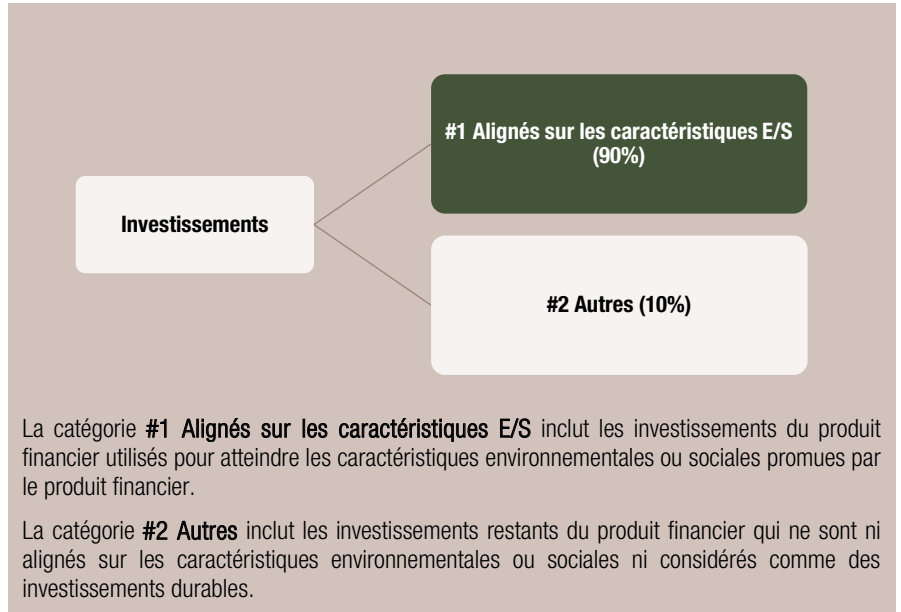 #1 Alignés sur les caractéristiques E/S
(90%)
Investissements
#2 Autres (10%)
La catégorie #1 Alignés sur les caractéristiques E/S inclut les investissements du produit
financier utilisés pour atteindre les caractéristiques environnementales ou sociales promues par
le produit financier.
La catégorie #2 Autres inclut les investissements restants du produit financier qui ne sont ni
alignés sur les caractéristiques environnementales ou sociales ni considérés comme des
investissements durables.